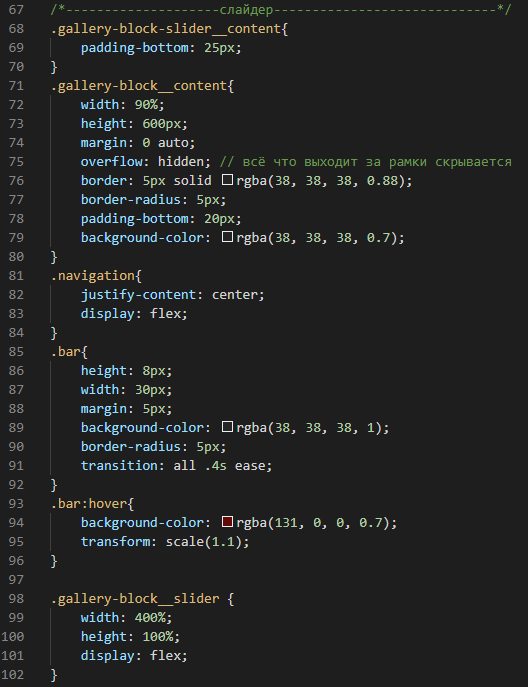 67 /*--------------------слайдер-----------------------------*/
68 .gallery-block-slider__content{
69     padding-bottom: 25px;
70 }
71 .gallery-block__content{
72     width: 90%;
73     height: 600px;
74     margin: 0 auto;
75     overflow: hidden; // всё что выходит за рамки скрывается
76     border: 5px solid rgba(38, 38, 38, 0.88);
77     border-radius: 5px;
78     padding-bottom: 20px;
79     background-color: rgba(38, 38, 38, 0.7);
80 }
81 .navigation{
82     justify-content: center;
83     display: flex;
84 }
85 .bar{
86     height: 8px;
87     width: 30px;
88     margin: 5px;
89     background-color: rgba(38, 38, 38, 1);
90     border-radius: 5px;
91     transition: all .4s ease;
92 }
93 .bar:hover{
94     background-color: rgba(131, 0, 0, 0.7);
95     transform: scale(1.1);
96 }
97
98 .gallery-block__slider {
99     width: 400%;
100     height: 100%;
101     display: flex;
102 }